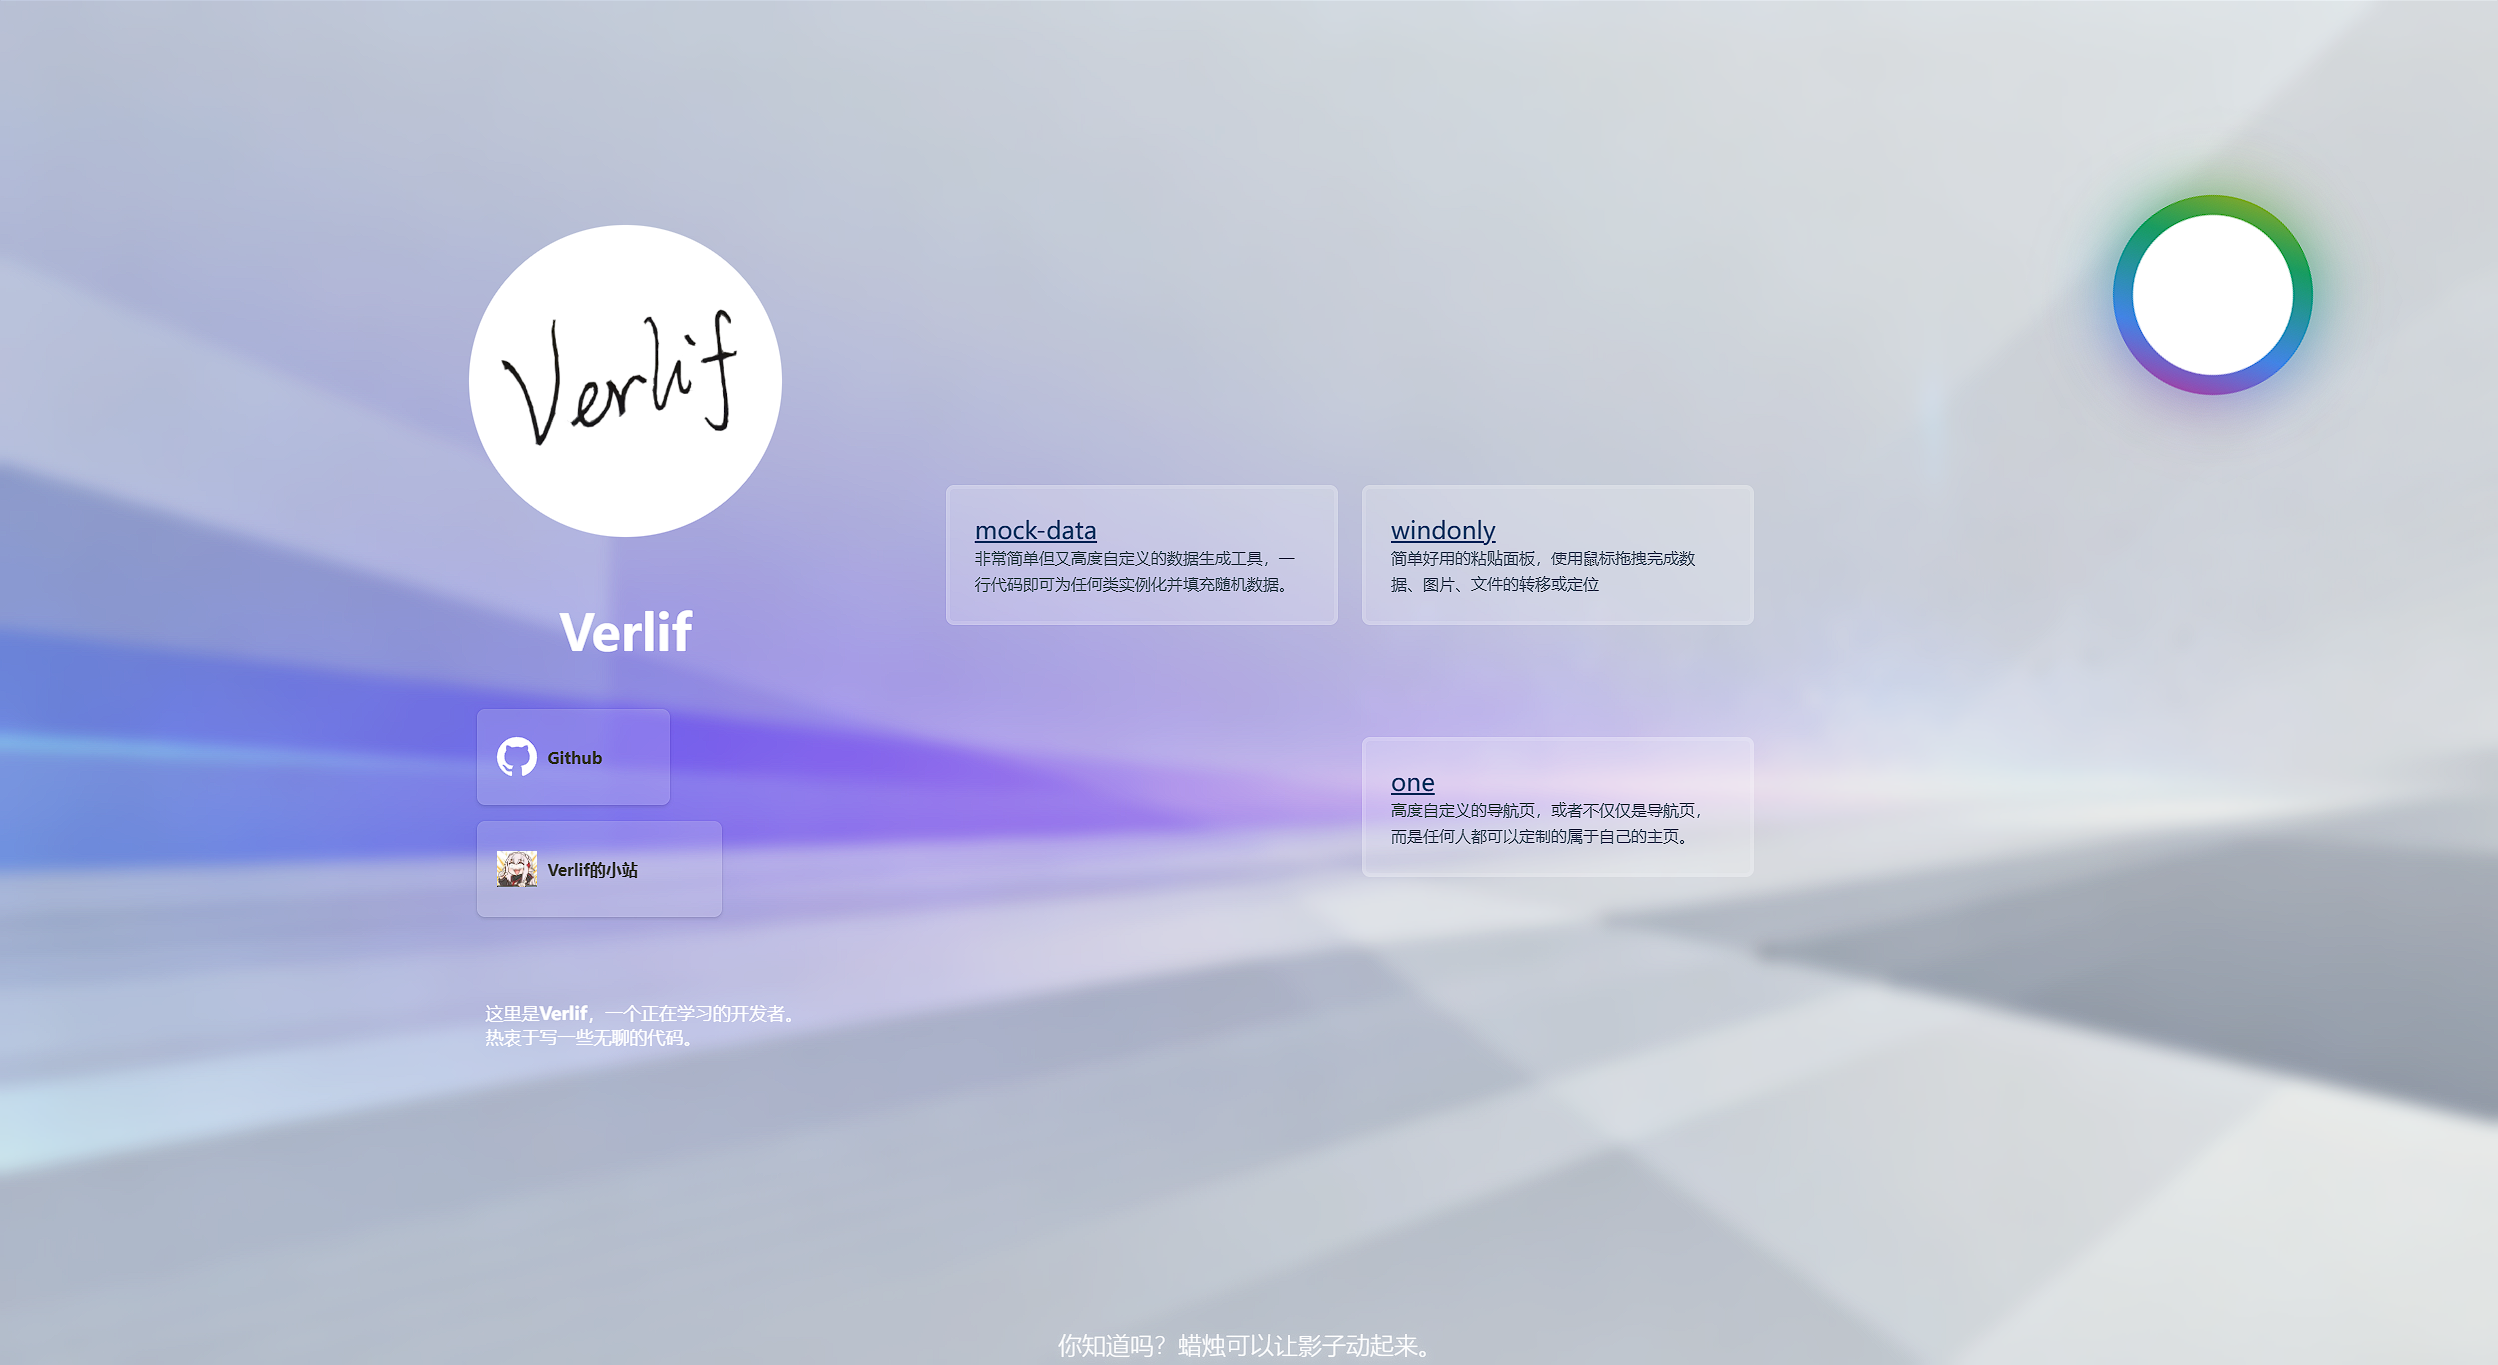 Verlif
Verlif
Github
Verlif的小站
这里是Verlif，一个正在学习的开发者。
热衷于写一些无聊的代码。
mock-data
非常简单但又高度自定义的数据生成工具，一
行代码即可为任何类实例化并填充随机数据。
windonly
简单好用的粘贴面板，使用鼠标拖拽完成数
据、图片、文件的转移或定位
one
高度自定义的导航页，或者不仅仅是导航页，
而是任何人都可以定制的属于自己的主页。
你知道吗？蜡烛可以让影子动起来。